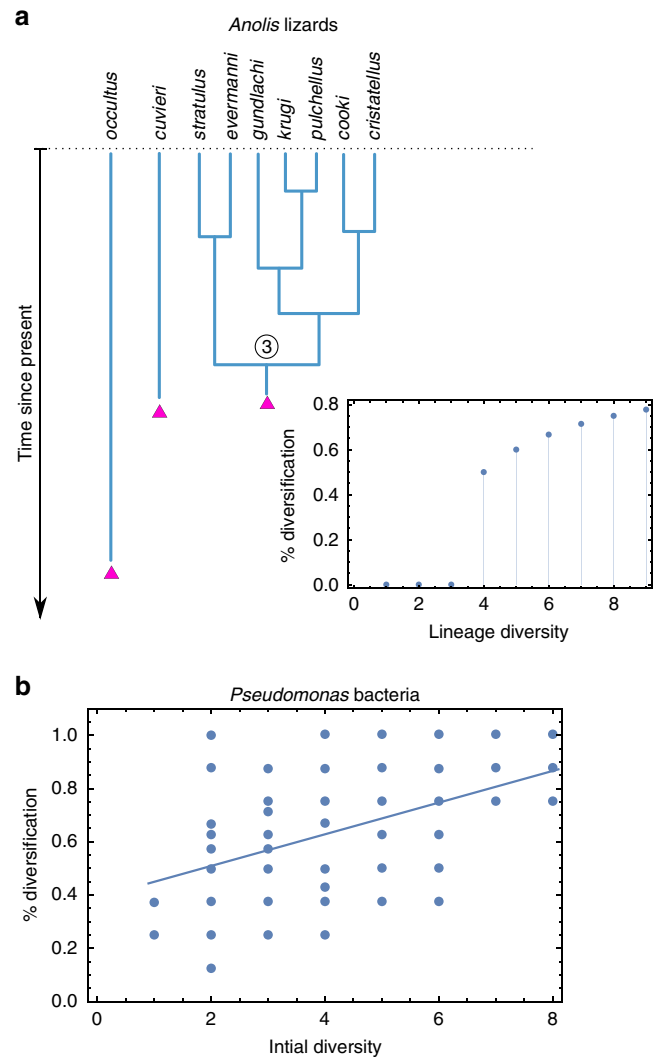 a
Anolis lizards
occultus
cuvieri
stratulus
evermanni
gundlachi
krugi
pulchellus
cooki
cristatellus
Time since present
3
% diversification
0.8
0.6
0.4
0.2
0.0
0 2 4 6 8
Lineage diversity
b
Pseudomonas bacteria
% diversification
1.0
0.8
0.6
0.4
0.2
0.0
0 2 4 6 8
Intial diversity